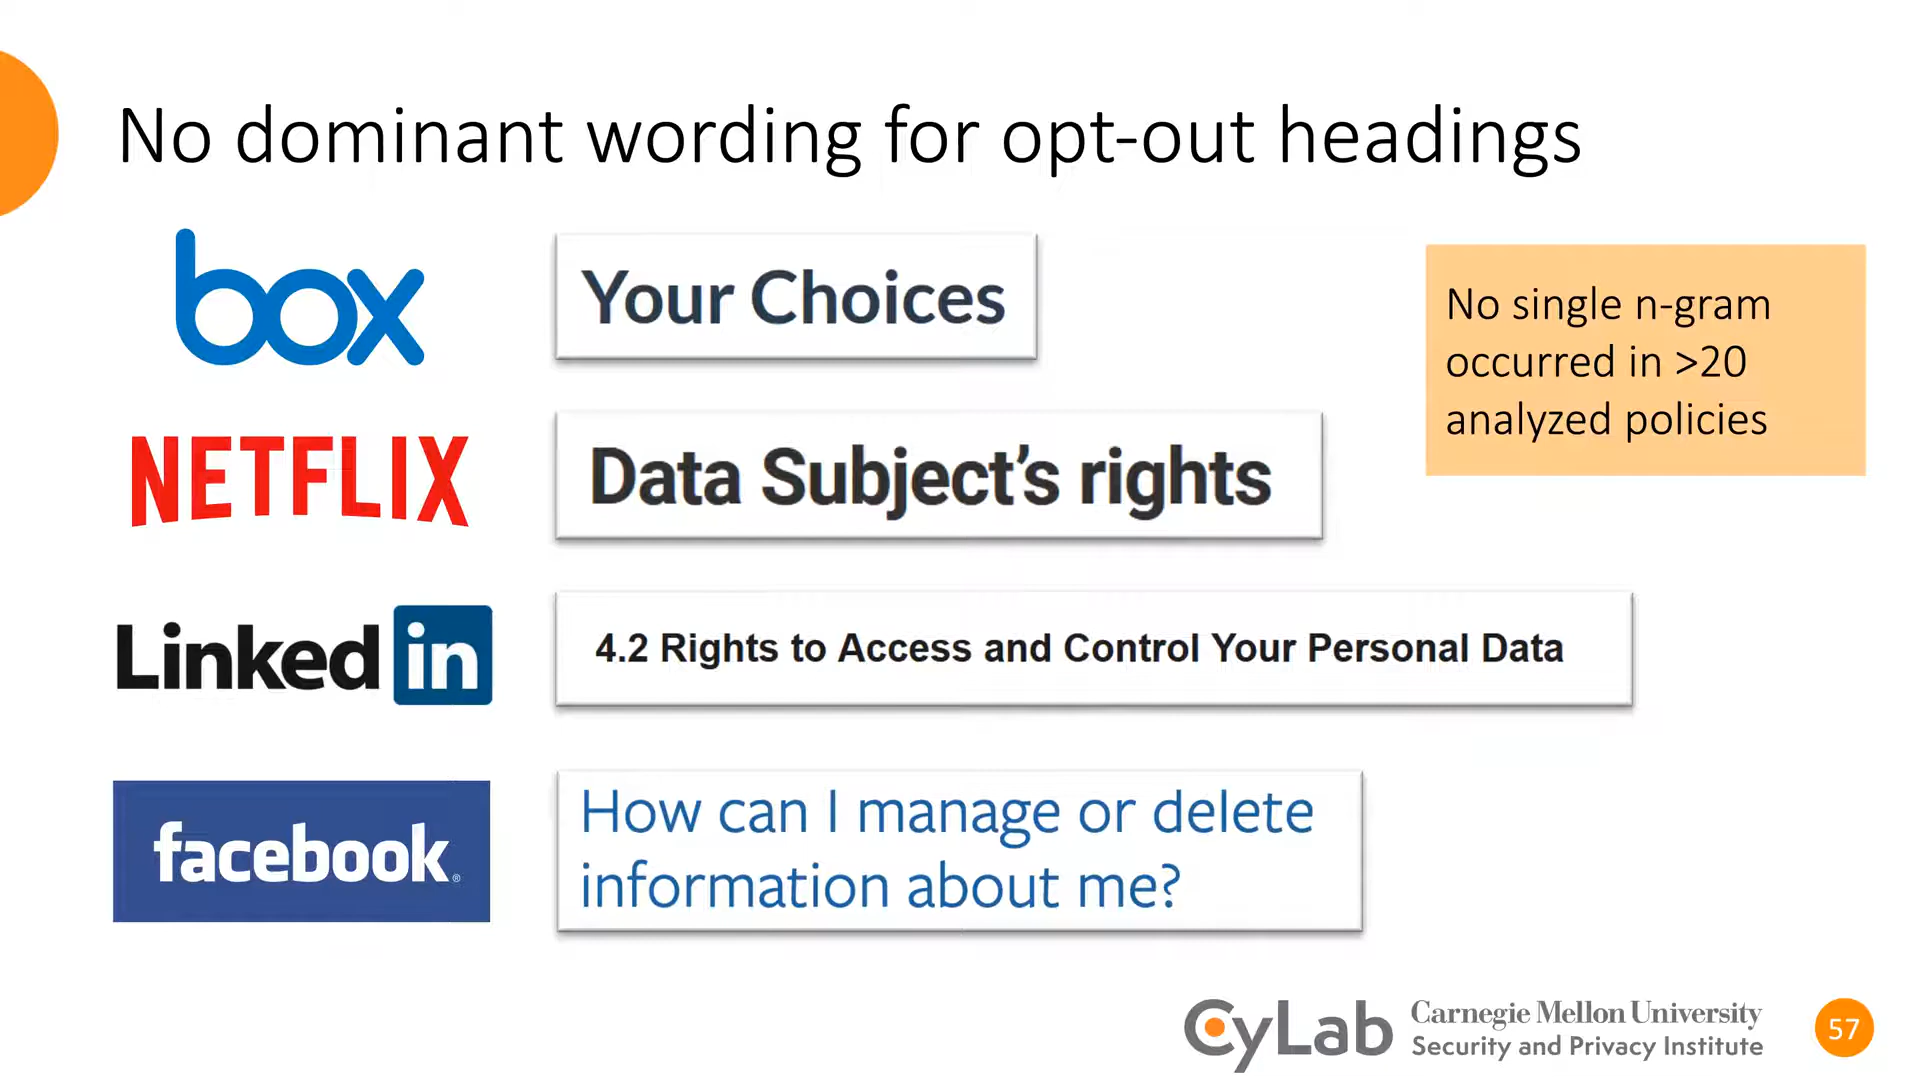 No dominant wording for opt-out headings
box
Your Choices
No single n-gram
occurred in >20
analyzed policies
NETFLIX
Data Subject’s rights
Linked in
4.2 Rights to Access and Control Your Personal Data
facebook®
How can I manage or delete
information about me?
CyLab
Carnegie Mellon University
Security and Privacy Institute
57